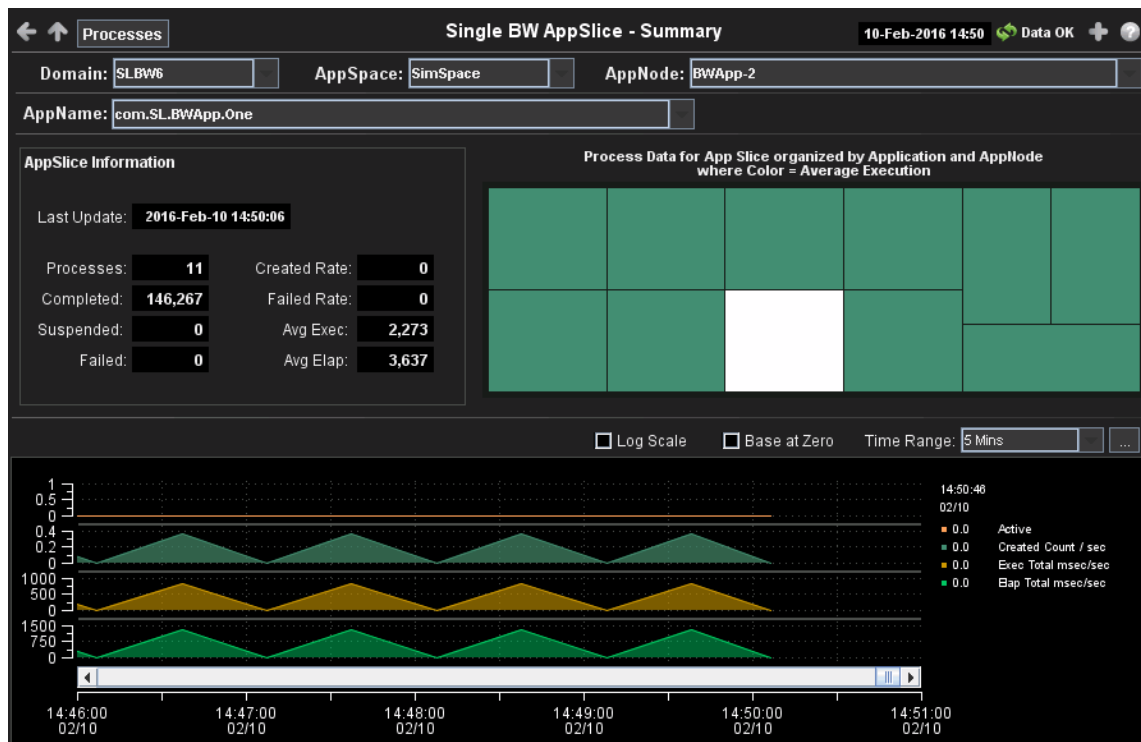 Processes
Single BW AppSlice - Summary
10-Feb-2016 14:50 Data OK
Domain: SLBW6 AppSpace: SimSpace AppNode: BWApp-2
AppName: com.SL.BWApp.One
AppSlice Information
Last Update: 2016-Feb-10 14:50:06
Processes: 11 Created Rate: 0
Completed: 146,267 Failed Rate: 0
Suspended: 0 Avg Exec: 2,273
Failed: 0 Avg Elap: 3,637
Process Data for App Slice organized by Application and AppNode
where Color = Average Execution
Log Scale Base at Zero Time Range: 5 Mins ...
1
0.5
0
0.4
0.2
0
1000
500
0
1500
750
0
14:50:46
02/10
0.0 Active
0.0 Created Count / sec
0.0 Exec Total msec/sec
0.0 Elap Total msec/sec
14:46:00 14:47:00 14:48:00 14:49:00 14:50:00 14:51:00
02/10 02/10 02/10 02/10 02/10 02/10